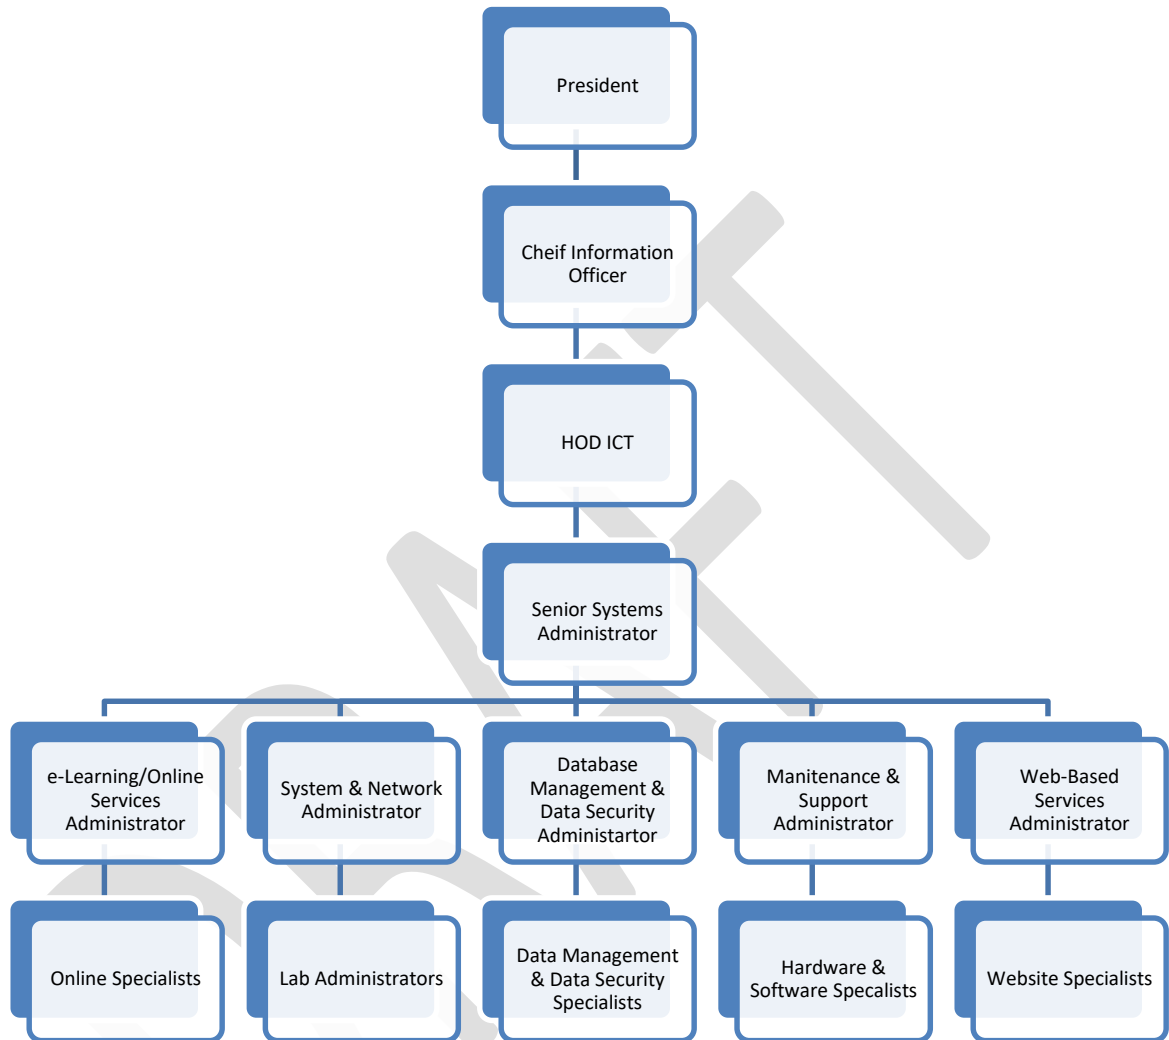 President
Cheif Information
Officer
HOD ICT
Senior Systems
Administrator
e-Learning/Online
Services
Administrator
System & Network
Administrator
Database
Management &
Data Security
Administartor
Manitenance &
Support
Administrator
Web-Based
Services
Administrator
Online Specialists
Lab Administrators
Data Management
& Data Security
Specialists
Hardware &
Software Specalists
Website Specialists